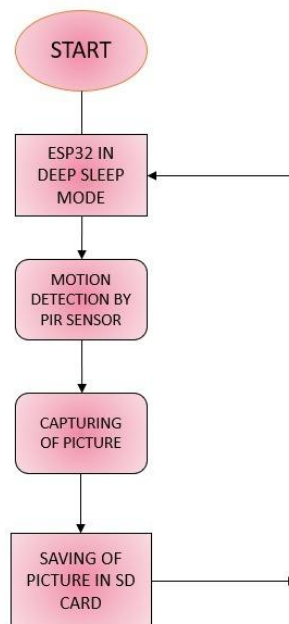 START
ESP32 IN
DEEP SLEEP
MODE
MOTION
DETECTION BY
PIR SENSOR
CAPTURING
OF PICTURE
SAVING OF
PICTURE IN SD
CARD